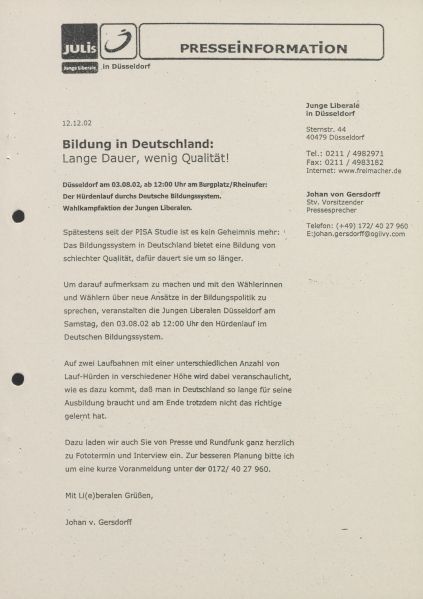 JULIS
Junge Liberale
in Düsseldorf
PRESSEINFORMATION
Junge Liberale
in Düsseldorf
Sternstr. 44
40479 Düsseldorf
Tel.: 0211 / 4982971
Fax: 0211 / 4983182
Internet: www.freimacher.de
Johan von Gersdorff
Stv. Vorsitzender
Pressesprecher
Telefon: (+49) 172/ 40 27 960
E:johan.gersdorff@ogilvy.com
12.12.02
Bildung in Deutschland:
Lange Dauer, wenig Qualität!
Düsseldorf am 03.08.02, ab 12:00 Uhr am Burgplatz/Rheinufer:
Der Hürdenlauf durchs Deutsche Bildungssystem.
Wahlkampfaktion der Jungen Liberalen.
Spätestens seit der PISA Studie ist es kein Geheimnis mehr:
Das Bildungssystem in Deutschland bietet eine Bildung von
schlechter Qualität, dafür dauert sie um so länger.
Um darauf aufmerksam zu machen und mit den Wählerinnen
und Wählern über neue Ansätze in der Bildungspolitik zu
sprechen, veranstalten die Jungen Liberalen Düsseldorf am
Samstag, den 03.08.02 ab 12:00 Uhr den Hürdenlauf im
Deutschen Bildungssystem.
Auf zwei Laufbahnen mit einer unterschiedlichen Anzahl von
Lauf-Hürden in verschiedener Höhe wird dabei veranschaulicht,
wie es dazu kommt, daß man in Deutschland so lange für seine
Ausbildung braucht und am Ende trotzdem nicht das richtige
gelernt hat.
Dazu laden wir auch Sie von Presse und Rundfunk ganz herzlich
zu Fototermin und Interview ein. Zur besseren Planung bitte ich
um eine kurze Voranmeldung unter der 0172/ 40 27 960.
Mit Li(e)beralen Grüßen,
Johan v. Gersdorff